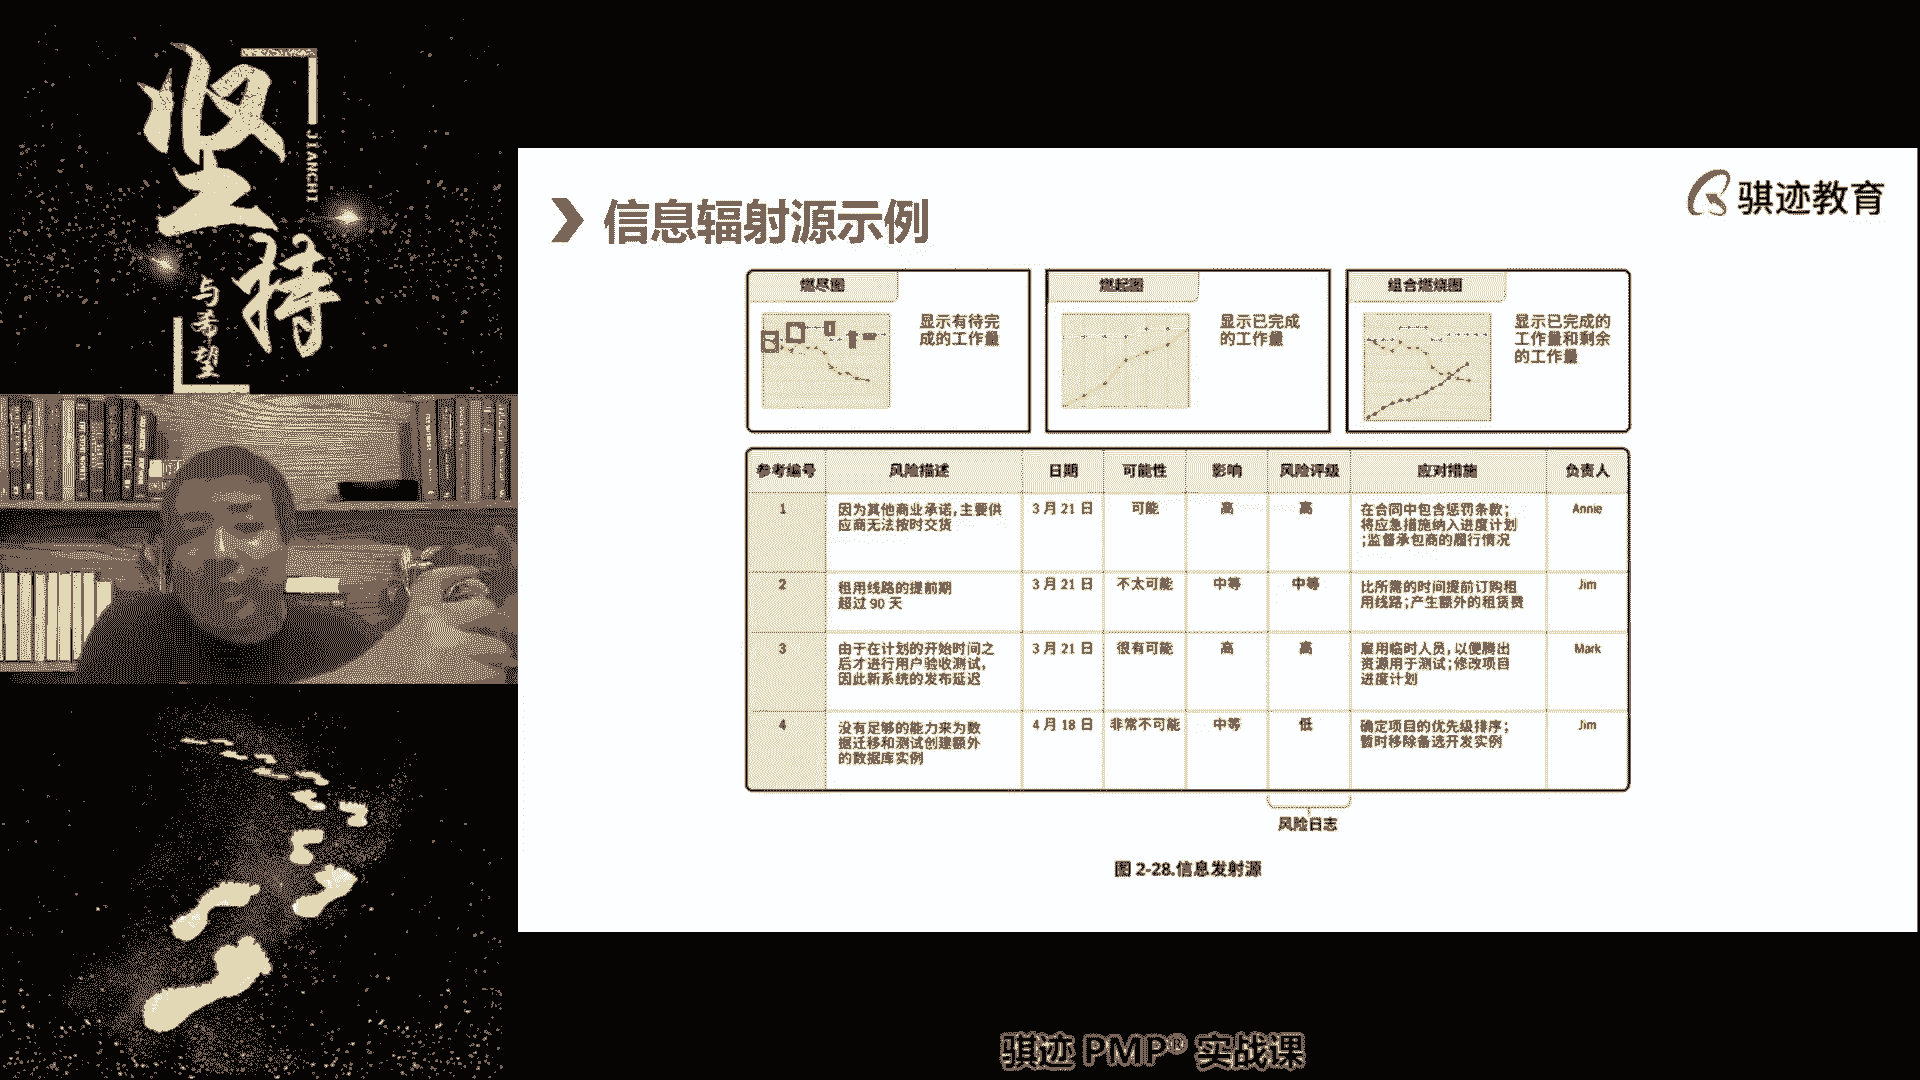 坚持
JIANCHI
与希望
信息辐射源示例
骐迹教育
燃尽图
显示有待完
成的工作量
燃起图
显示已完成
的工作量
组合燃烧图
显示已完成的
工作量和剩余
的工作量
参考编号 风险描述 日期 可能性 影响 风险评级 应对措施 负责人
1 因为其他商业承诺,主要供 3 月 21 日 可能 高 高 在合同中包含惩罚条款; Annie
应商无法按时交货 将应急措施纳入进度计划
;监督承包商的履行情况
2 租用线路的提前期 3 月 21 日 不太可能 中等 中等 比所需的时间提前订购租 Jim
超过 90 天 用线路;产生额外的租赁费
3 由于在计划的开始时间之 3 月 21 日 很有可能 高 高 雇用临时人员,以便腾出 Mark
后才进行用户验收测试, 资源用于测试;修改项目
因此新系统的发布延迟 进度计划
4 没有足够的能力来为数 4 月 18 日 非常不可能 中等 低 确定项目的优先级排序; Jim
据迁移和测试创建额外 暂时移除备选开发实例
的数据库实例
风险日志
图 2-28.信息发射源
骐迹 PMP® 实战课